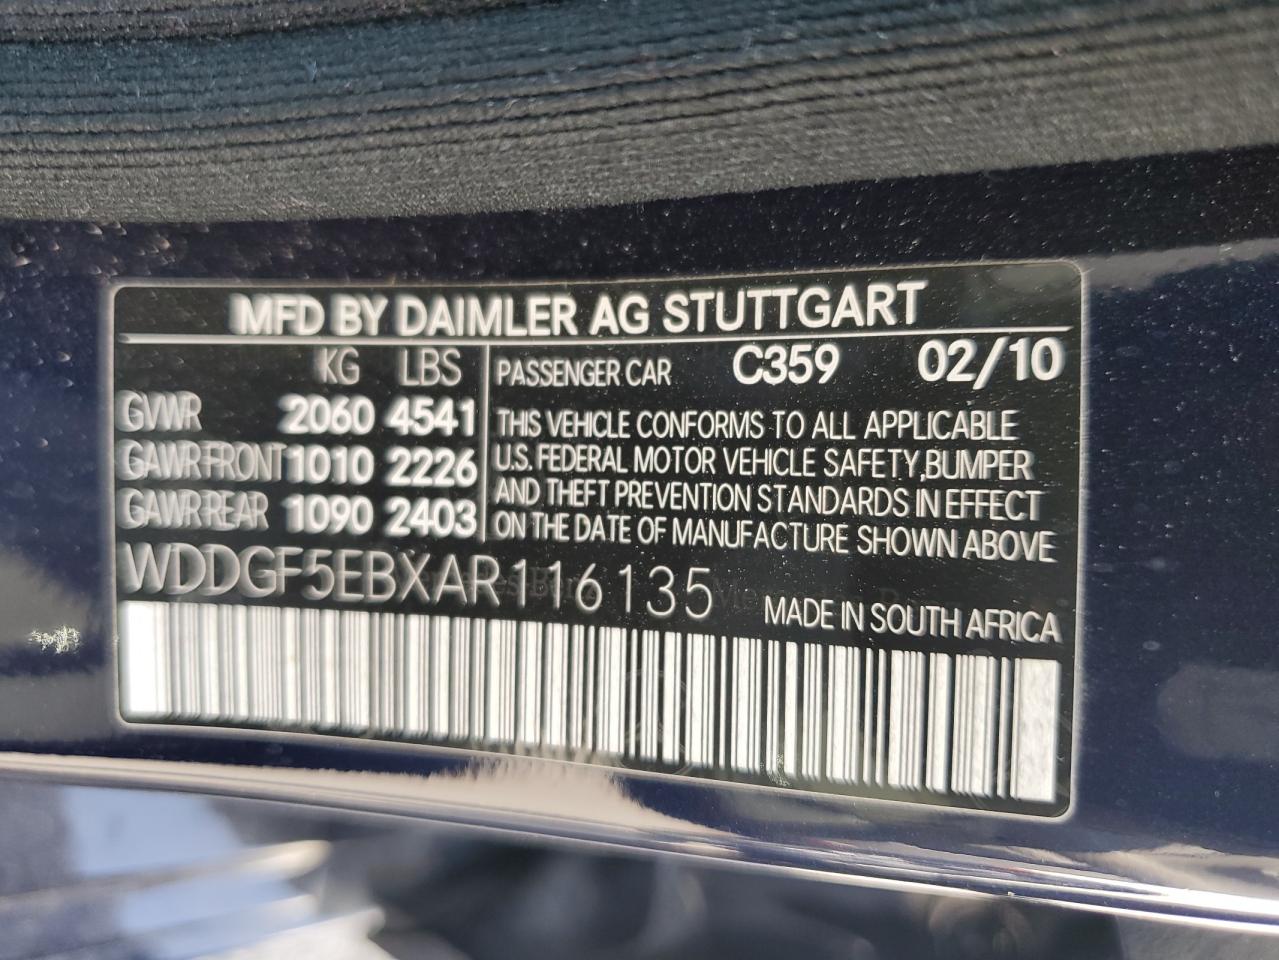 MFD BY DAIMLER AG STUTTGART
KG LBS
GVWR 2060 4541
GAWR FRONT 1010 2226
GAWR REAR 1090 2403
PASSENGER CAR C359 02/10
THIS VEHICLE CONFORMS TO ALL APPLICABLE
U.S. FEDERAL MOTOR VEHICLE SAFETY, BUMPER
AND THEFT PREVENTION STANDARDS IN EFFECT
ON THE DATE OF MANUFACTURE SHOWN ABOVE
WDDGF5EBXAR116135
MADE IN SOUTH AFRICA